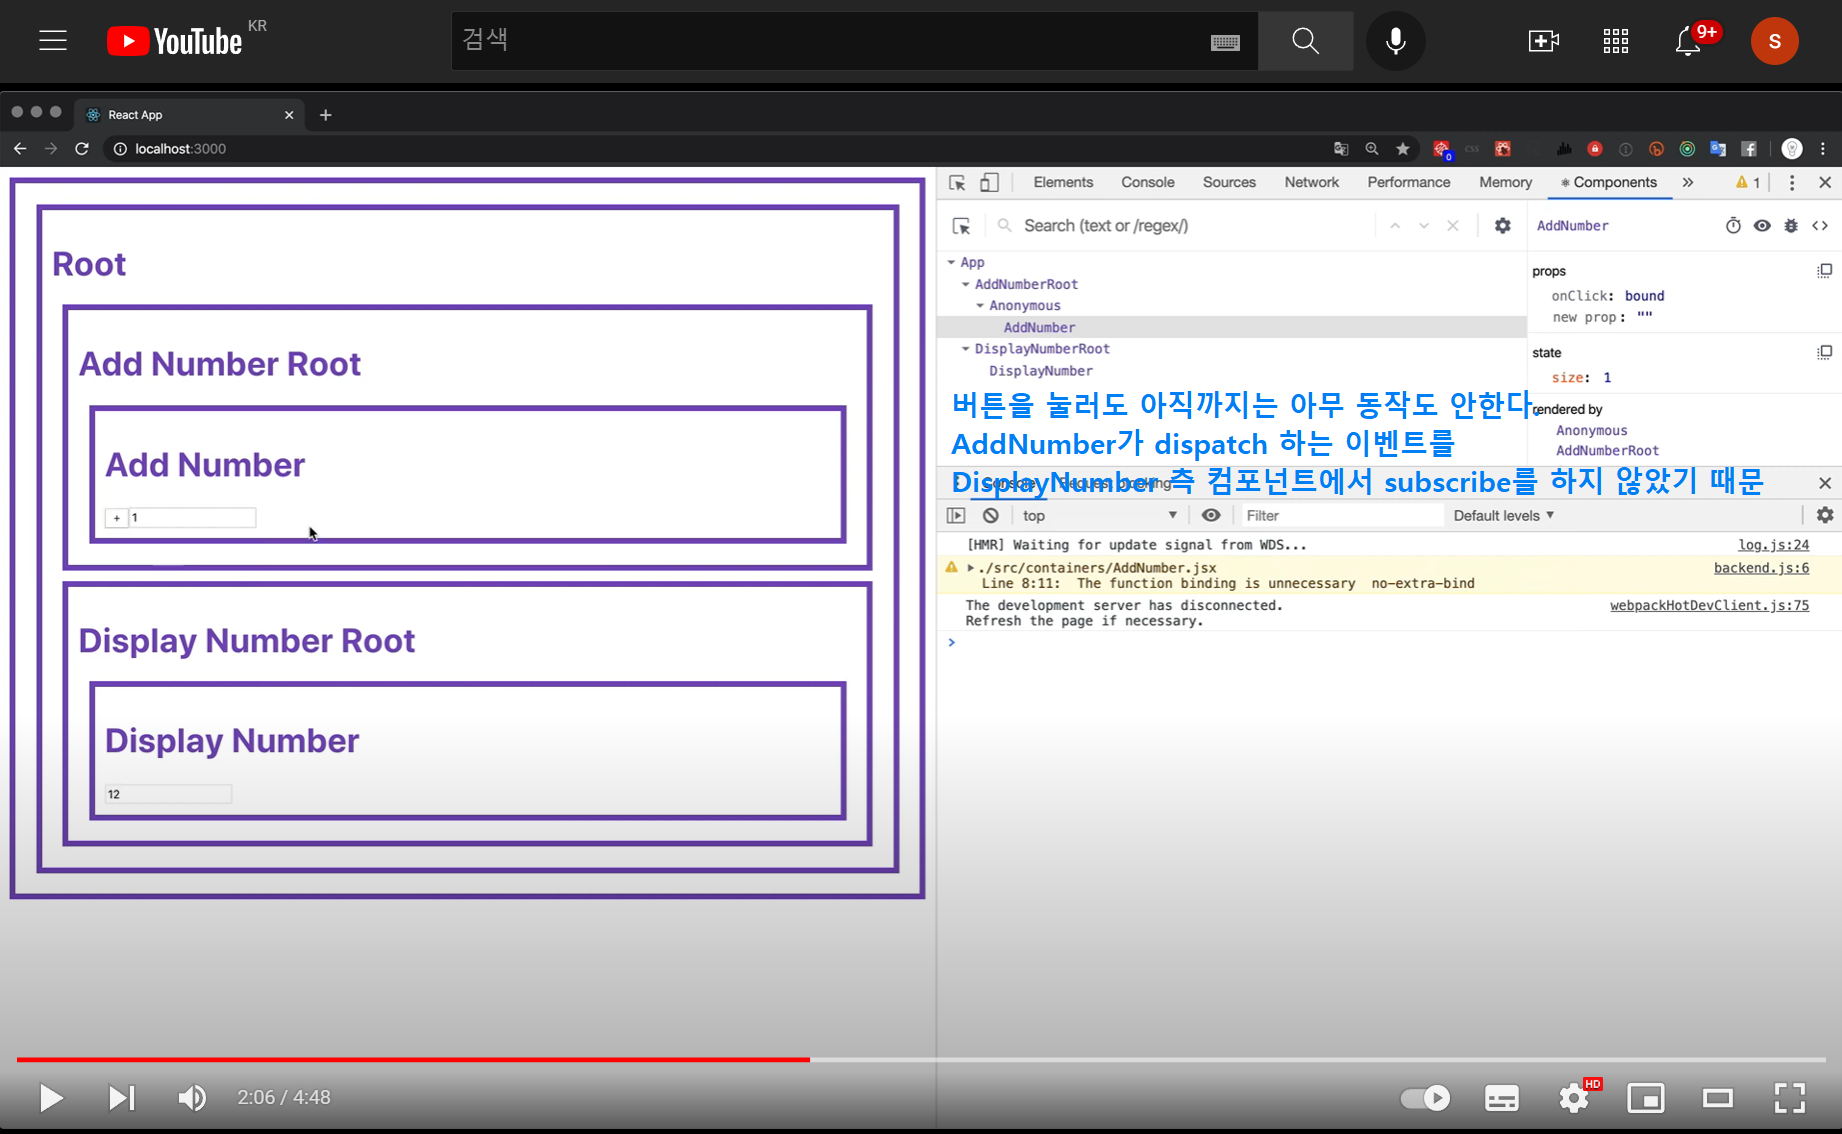 YouTube KR
검색
9+
S
React App
localhost:3000
0
CSS
Root
Add Number Root
Add Number
+ 1
Display Number Root
Display Number
12
Elements Console Sources Network Performance Memory Components 1
Search (text or /regex/)
App
AddNumberRoot
Anonymous
AddNumber
DisplayNumberRoot
DisplayNumber
AddNumber
props
onClick: bound
new prop: ""
state
size: 1
rendered by
Anonymous
AddNumberRoot
버튼을 눌러도 아직까지는 아무 동작도 안한다.
AddNumber가 dispatch 하는 이벤트를
DisplayNumber 측 컴포넌트에서 subscribe를 하지 않았기 때문
top Filter Default levels
[HMR] Waiting for update signal from WDS... log.js:24
./src/containers/AddNumber.jsx backend.js:6
Line 8:11: The function binding is unnecessary no-extra-bind
The development server has disconnected. webpackHotDevClient.js:75
Refresh the page if necessary.
2:06 / 4:48
HD